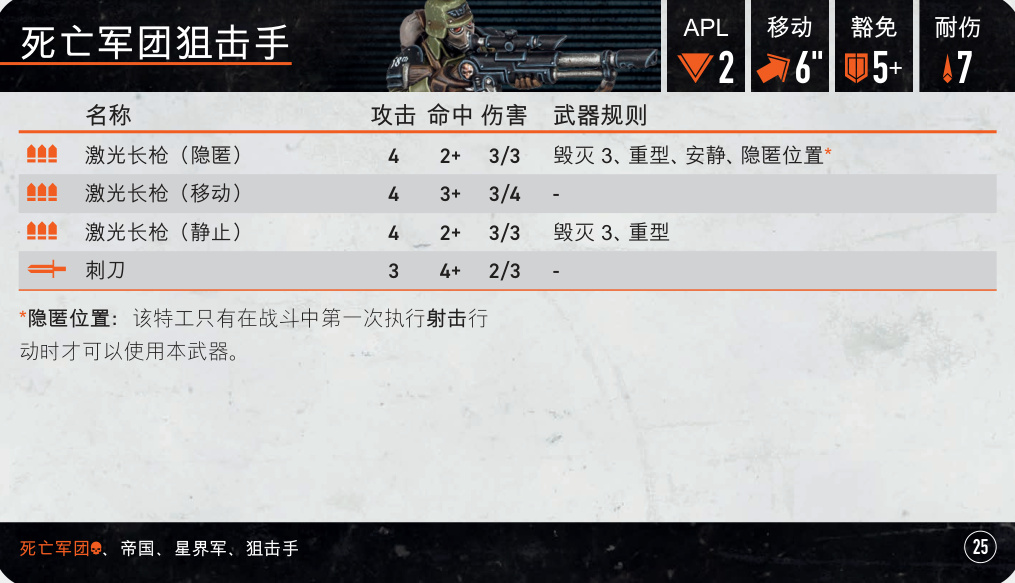 死亡军团狙击手
APL 移动 豁免 耐伤
2 6" 5+ 7
名称 攻击 命中 伤害 武器规则
激光长枪（隐匿） 4 2+ 3/3 毁灭 3、重型、安静、隐匿位置*
激光长枪（移动） 4 3+ 3/4 -
激光长枪（静止） 4 2+ 3/3 毁灭 3、重型
刺刀 3 4+ 2/3 -
*隐匿位置：该特工只有在战斗中第一次执行射击行
动时才可以使用本武器。
死亡军团、帝国、星界军、狙击手
25